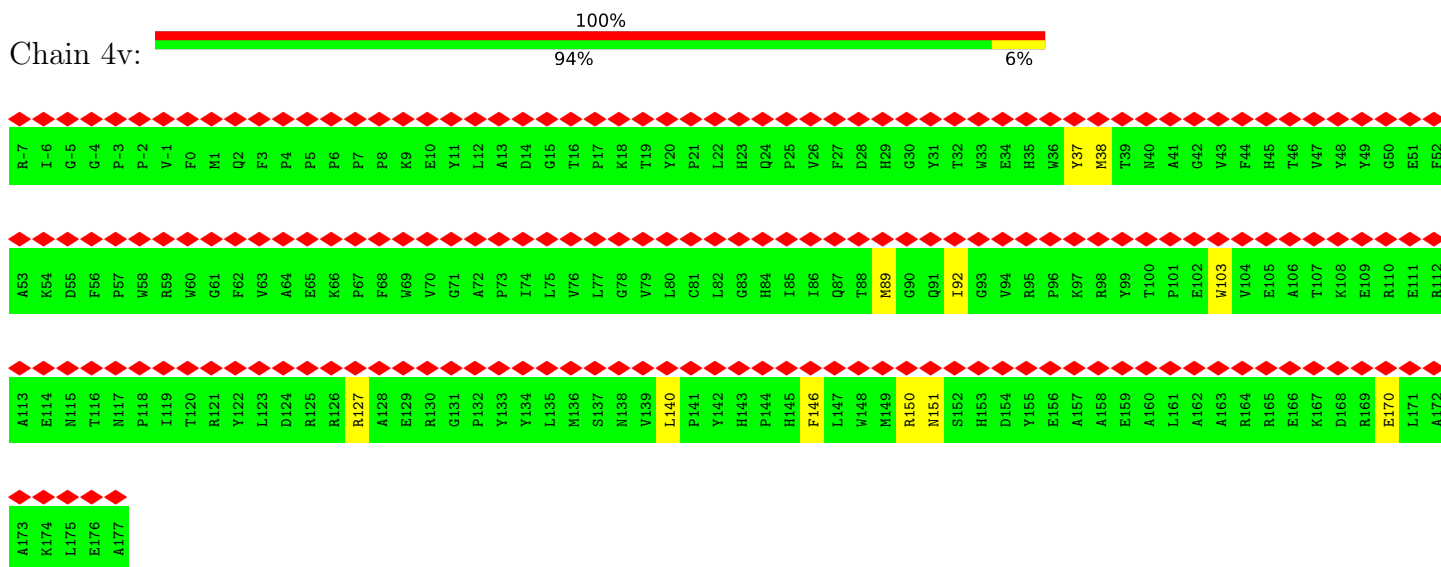 100%
Chain 4v:
94% 6%
R-7 I-6 G-5 G-4 P-3 P-2 V-1 F0 M1 Q2 F3 P4 P5 P6 P7 P8 K9 E10 Y11 L12 A13 D14 G15 T16 P17 K18 T19 Y20 P21 L22 H23 Q24 P25 V26 F27 D28 H29 G30 Y31 T32 W33 E34 H35 W36 Y37 M38 T39 N40 A41 G42 V43 F44 H45 T46 V47 Y48 Y49 G50 E51 F52
A53 K54 D55 F56 P57 W58 R59 W60 G61 F62 V63 A64 E65 K66 P67 F68 W69 V70 G71 A72 P73 I74 L75 V76 L77 G78 V79 L80 C81 L82 G83 H84 I85 I86 Q87 T88 M89 G90 Q91 I92 G93 V94 R95 P96 K97 R98 Y99 T100 P101 E102 W103 V104 E105 A106 T107 K108 E109 R110 E111 R112
A113 E114 N115 T116 N117 P118 I119 T120 R121 Y122 L123 D124 R125 R126 R127 A128 E129 R130 G131 P132 Y133 Y134 L135 M136 S137 N138 V139 L140 P141 Y142 H143 P144 H145 F146 L147 W148 M149 R150 N151 S152 H153 D154 Y155 E156 A157 A158 E159 A160 L161 A162 A163 R164 R165 E166 K167 D168 R169 E170 L171 A172
A173 K174 L175 E176 A177